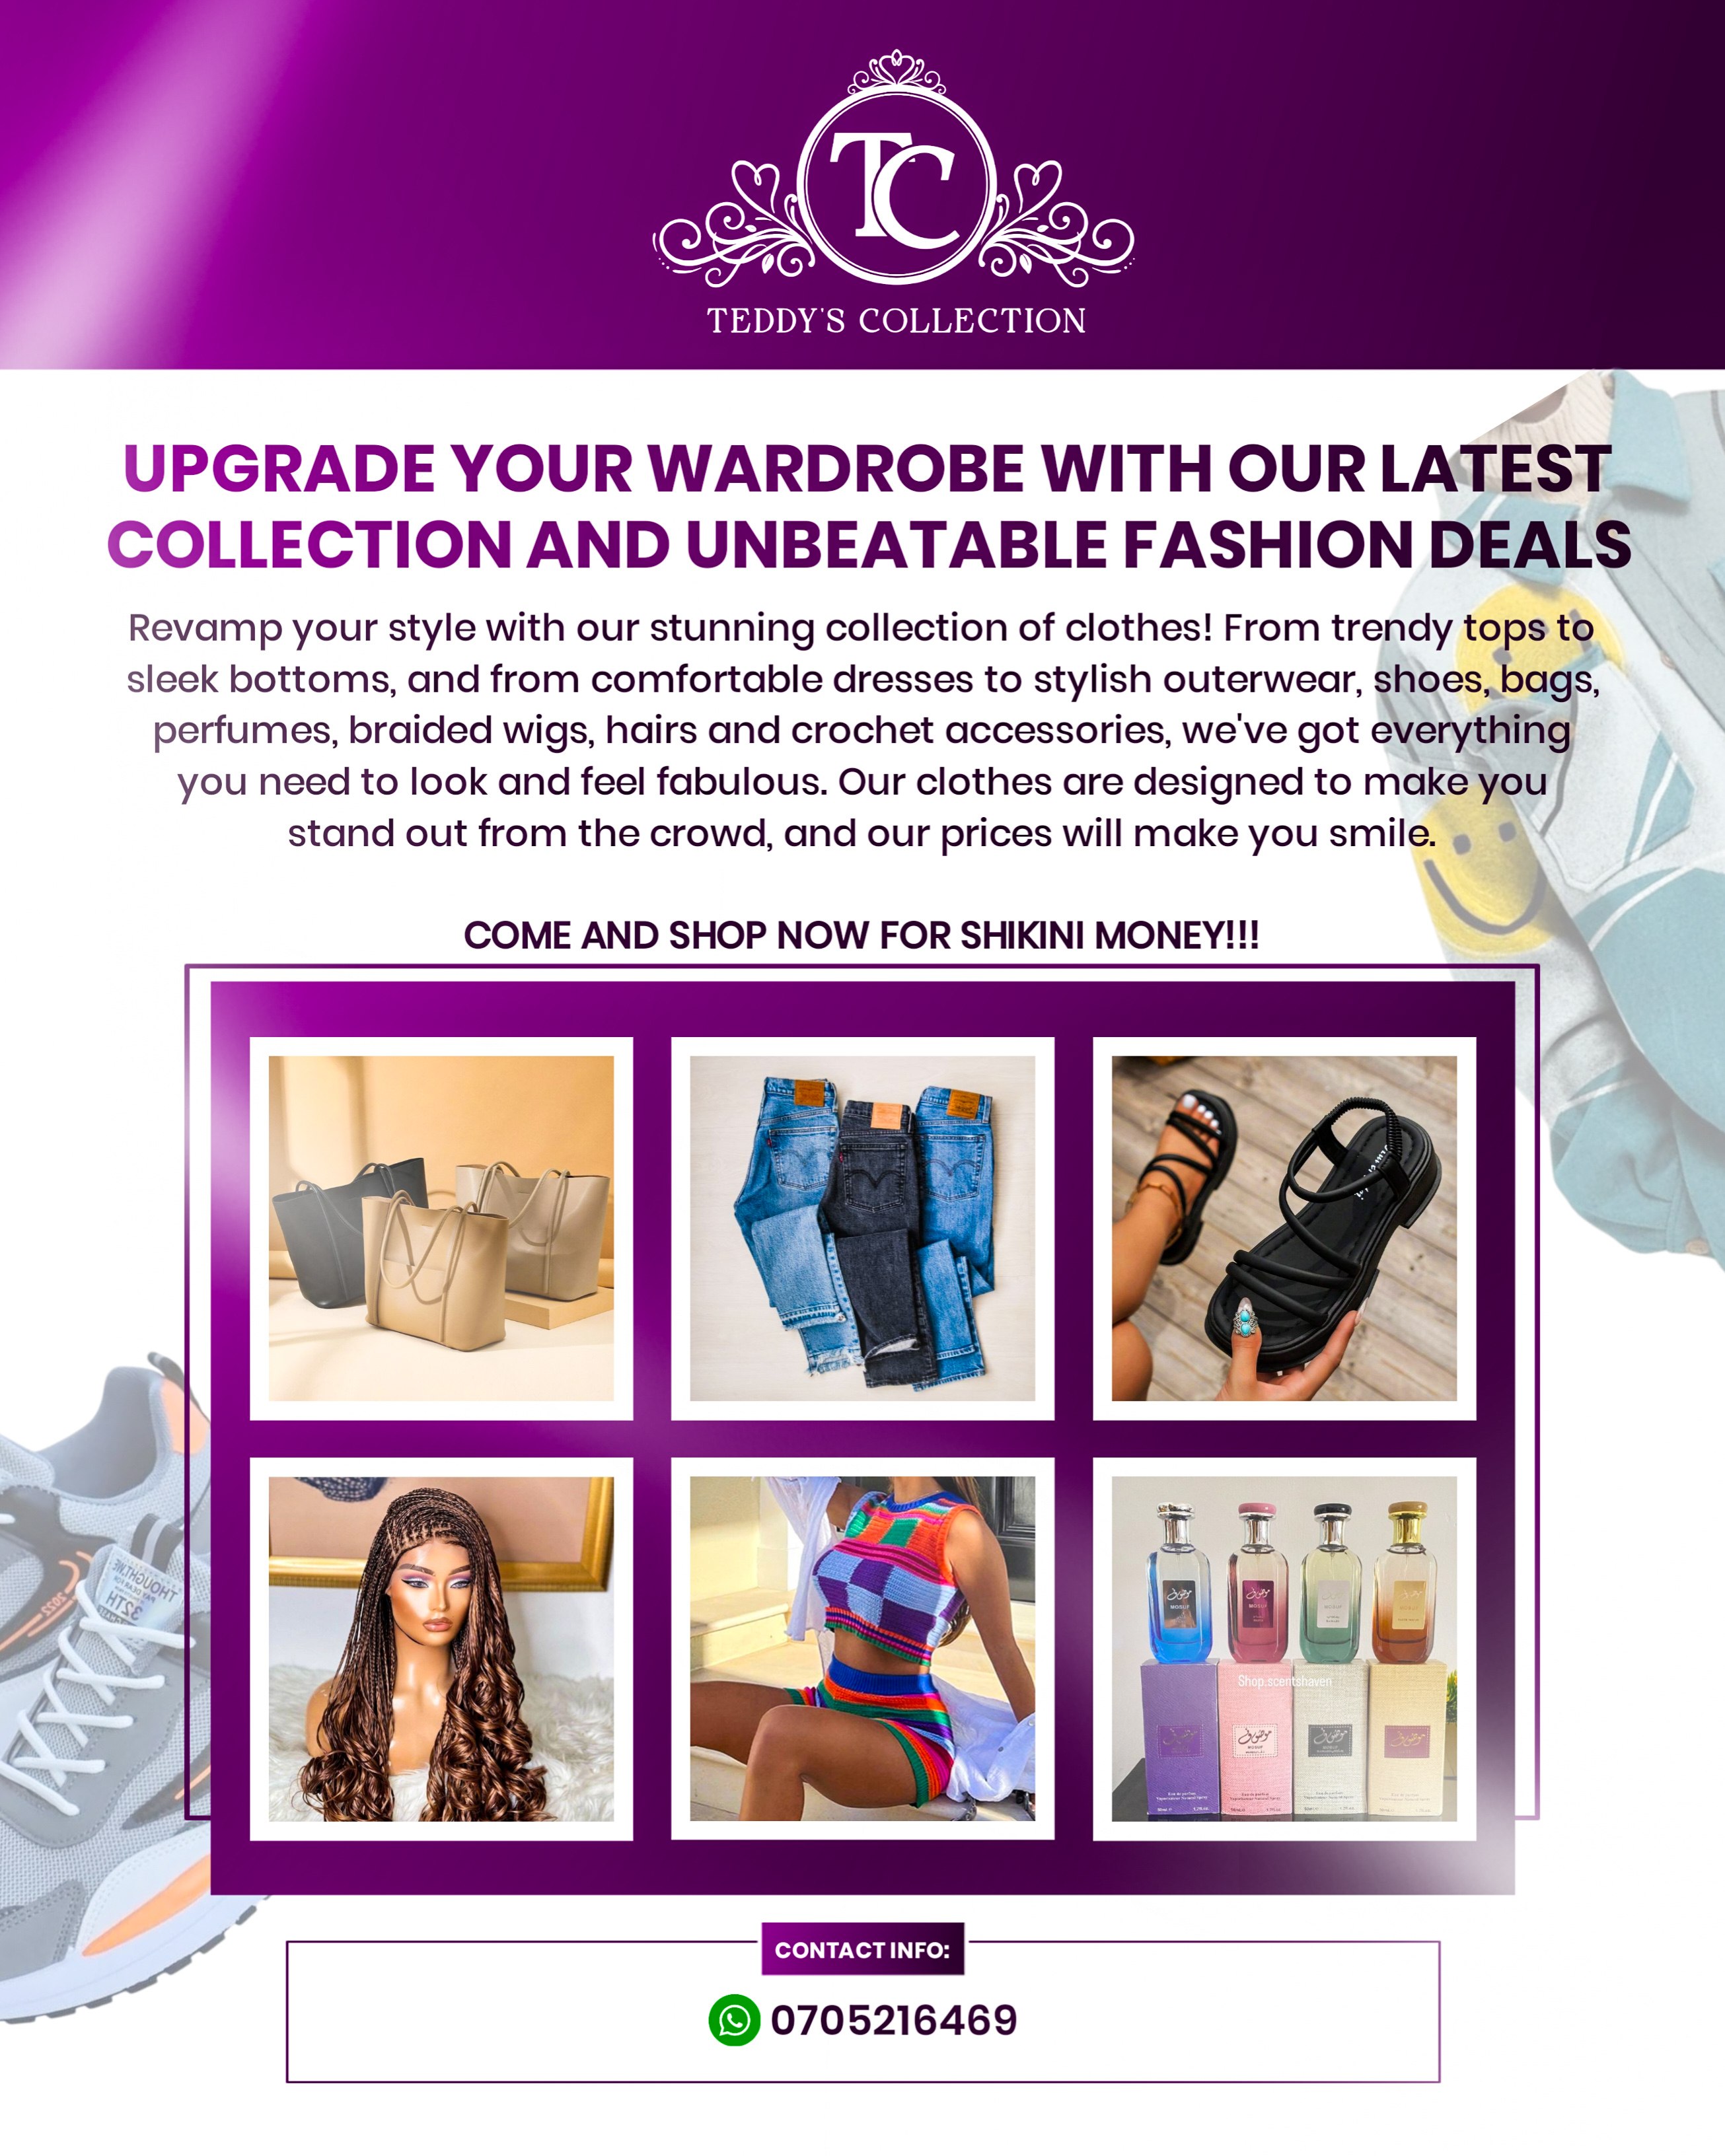 TC
TEDDY'S COLLECTION
UPGRADE YOUR WARDROBE WITH OUR LATEST
COLLECTION AND UNBEATABLE FASHION DEALS
Revamp your style with our stunning collection of clothes! From trendy tops to
sleek bottoms, and from comfortable dresses to stylish outerwear, shoes, bags,
perfumes, braided wigs, hairs and crochet accessories, we've got everything
you need to look and feel fabulous. Our clothes are designed to make you
stand out from the crowd, and our prices will make you smile.
COME AND SHOP NOW FOR SHIKINI MONEY!!!
Shop.scentshaven
CONTACT INFO:
0705216469